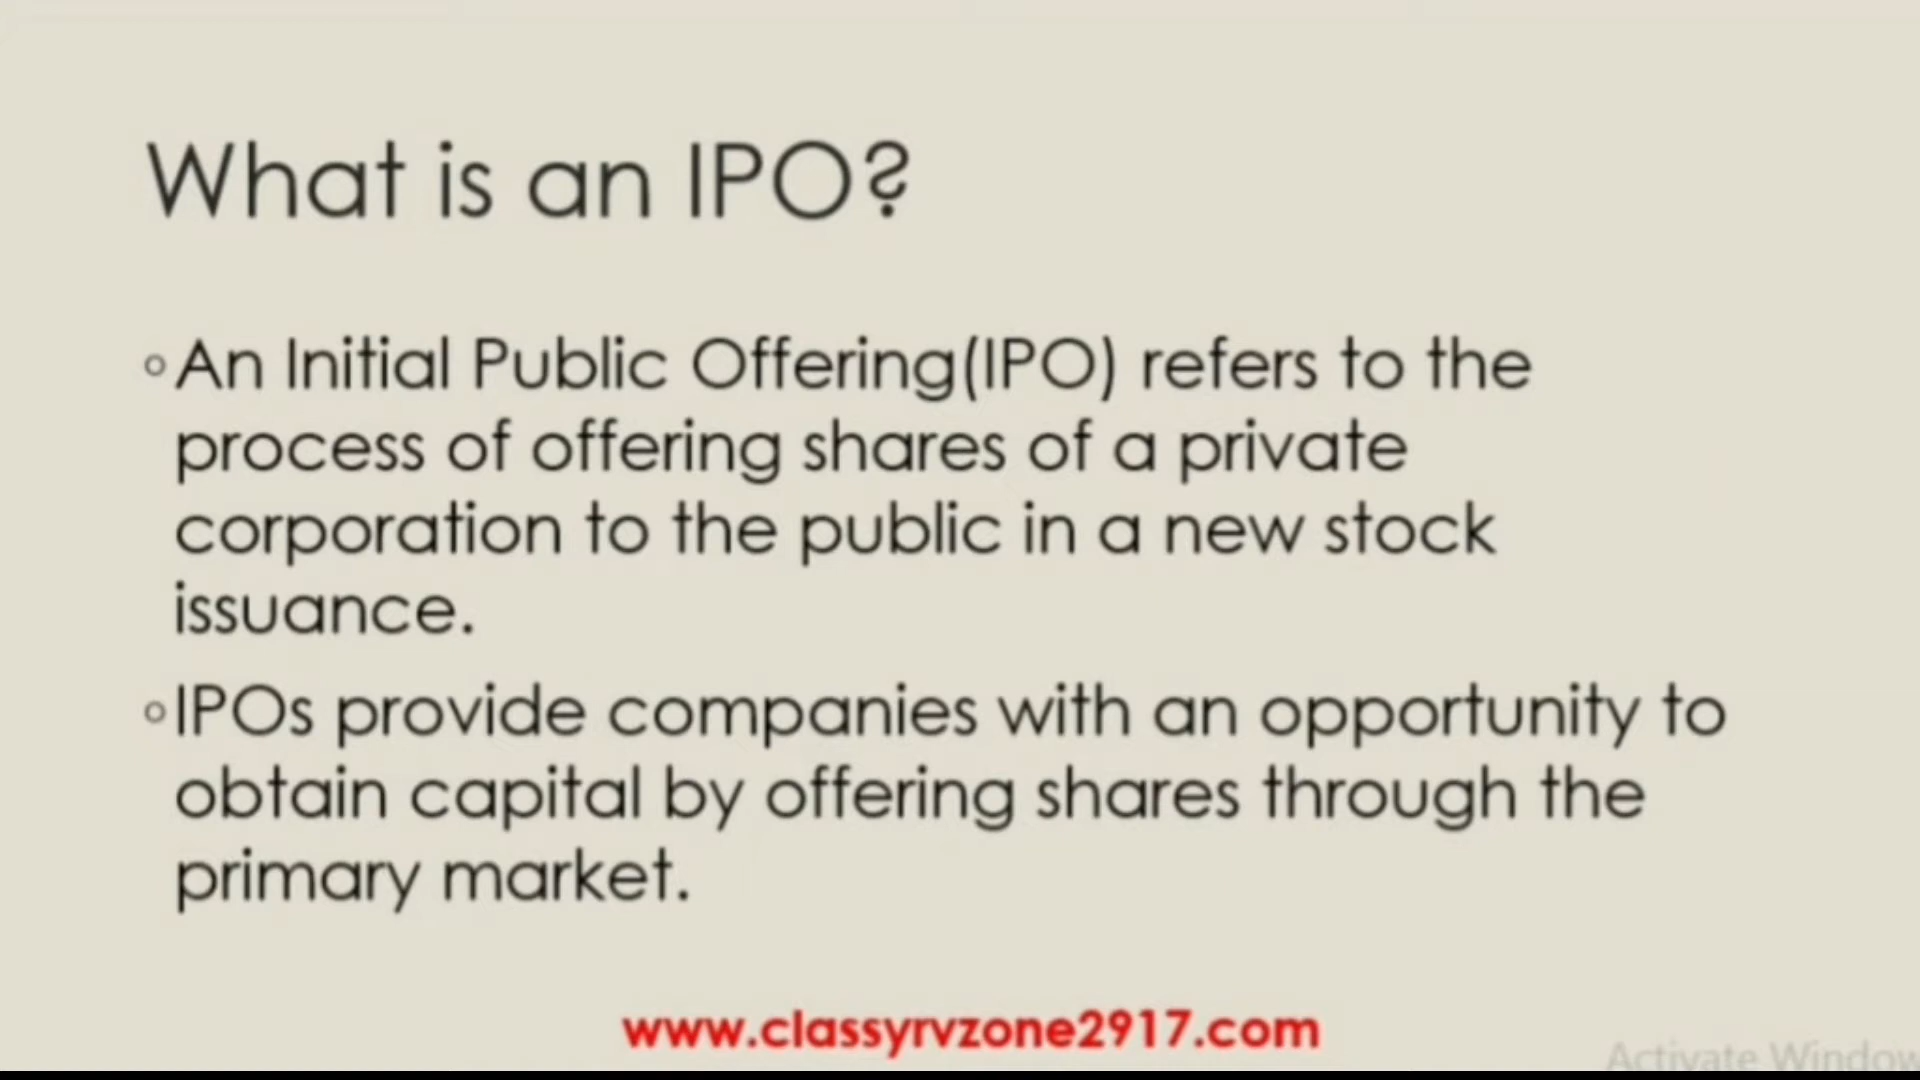 What is an IPO?
◦An Initial Public Offering(IPO) refers to the
process of offering shares of a private
corporation to the public in a new stock
issuance.
◦IPOs provide companies with an opportunity to
obtain capital by offering shares through the
primary market.
www.classyrvzone2917.com
Activate Window